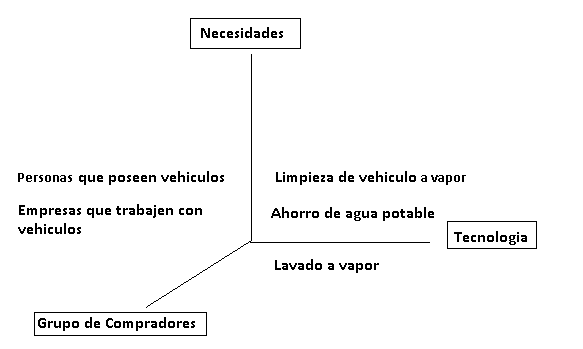 Necesidades
Personas que poseen vehiculos
Limpieza de vehiculo a vapor
Empresas que trabajen con
vehiculos
Ahorro de agua potable
Tecnologia
Lavado a vapor
Grupo de Compradores